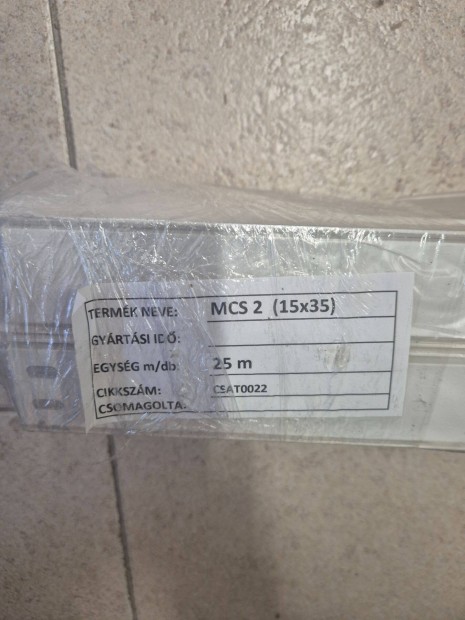 TERMÉK NEVE: MCS 2 (15x35)
GYÁRTÁSI IDŐ:
EGYSÉG m/db: 25 m
CIKKSZÁM: CSAT0022
CSOMAGOLTA: